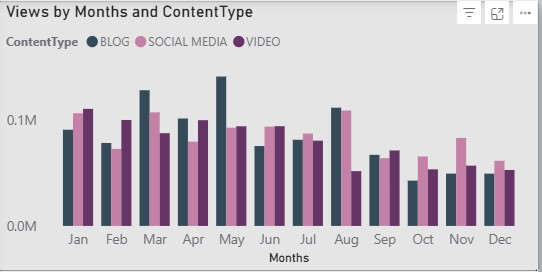 Views by Months and ContentType
ContentType BLOG SOCIAL MEDIA VIDEO
0.1M
0.0M
Jan Feb Mar Apr May Jun Jul Aug Sep Oct Nov Dec
Months